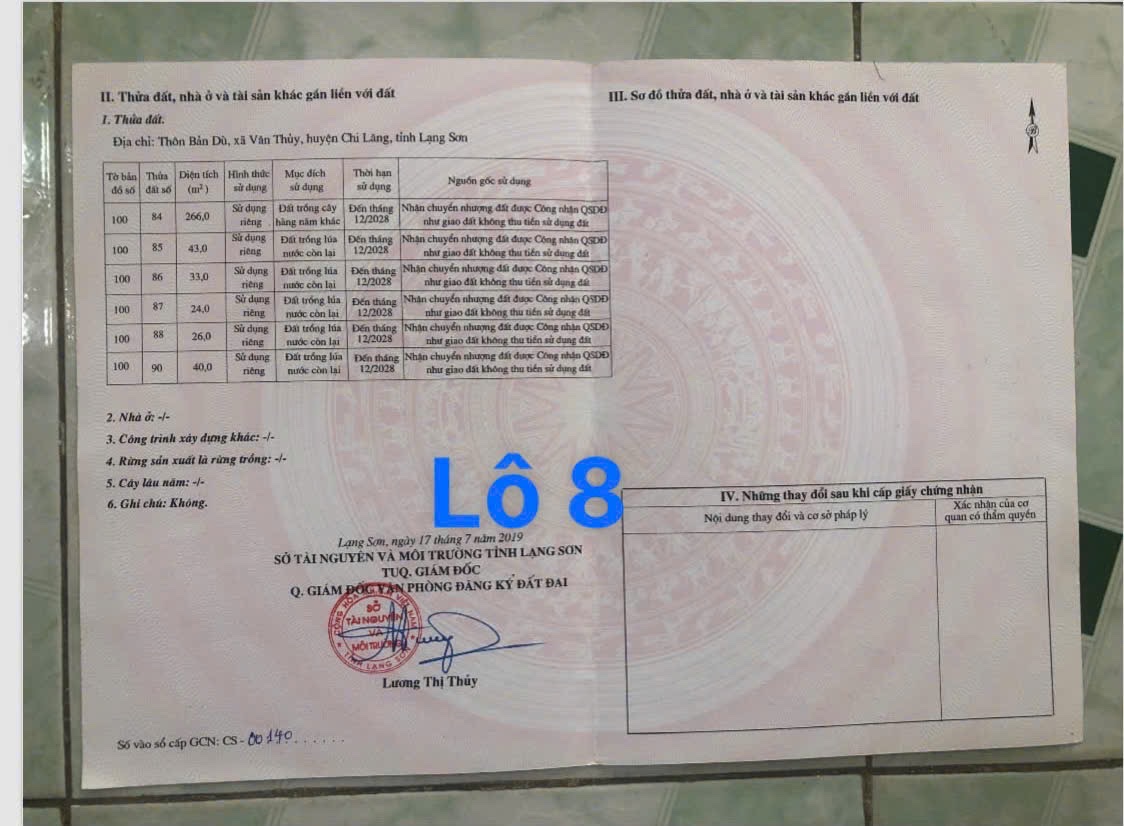 II. Thửa đất, nhà ở và tài sản khác gắn liền với đất
1. Thửa đất.
Địa chỉ: Thôn Bản Dù, xã Vân Thủy, huyện Chi Lăng, tỉnh Lạng Sơn
Tờ bản đồ số | Thửa đất số | Diện tích (m²) | Hình thức sử dụng | Mục đích sử dụng | Thời hạn sử dụng | Nguồn gốc sử dụng
100 | 84 | 266,0 | Sử dụng riêng | Đất trồng cây hàng năm khác | Đến tháng 12/2028 | Nhận chuyển nhượng đất được Công nhận QSDĐ như giao đất không thu tiền sử dụng đất
100 | 85 | 43,0 | Sử dụng riêng | Đất trồng lúa nước còn lại | Đến tháng 12/2028 | Nhận chuyển nhượng đất được Công nhận QSDĐ như giao đất không thu tiền sử dụng đất
100 | 86 | 33,0 | Sử dụng riêng | Đất trồng lúa nước còn lại | Đến tháng 12/2028 | Nhận chuyển nhượng đất được Công nhận QSDĐ như giao đất không thu tiền sử dụng đất
100 | 87 | 24,0 | Sử dụng riêng | Đất trồng lúa nước còn lại | Đến tháng 12/2028 | Nhận chuyển nhượng đất được Công nhận QSDĐ như giao đất không thu tiền sử dụng đất
100 | 88 | 26,0 | Sử dụng riêng | Đất trồng lúa nước còn lại | Đến tháng 12/2028 | Nhận chuyển nhượng đất được Công nhận QSDĐ như giao đất không thu tiền sử dụng đất
100 | 90 | 40,0 | Sử dụng riêng | Đất trồng lúa nước còn lại | Đến tháng 12/2028 | Nhận chuyển nhượng đất được Công nhận QSDĐ như giao đất không thu tiền sử dụng đất
2. Nhà ở: -/-
3. Công trình xây dựng khác: -/-
4. Rừng sản xuất là rừng trồng: -/-
5. Cây lâu năm: -/-
6. Ghi chú: Không.
Lô 8
Lạng Sơn, ngày 17 tháng 7 năm 2019
SỞ TÀI NGUYÊN VÀ MÔI TRƯỜNG TỈNH LẠNG SƠN
TUQ. GIÁM ĐỐC
Q. GIÁM ĐỐC VĂN PHÒNG ĐĂNG KÝ ĐẤT ĐAI
SỞ
TÀI NGUYÊN
VÀ
MÔI TRƯỜNG
TỈNH LẠNG SƠN
Lương Thị Thủy
Số vào sổ cấp GCN: CS - 00140......
III. Sơ đồ thửa đất, nhà ở và tài sản khác gắn liền với đất
B
IV. Những thay đổi sau khi cấp giấy chứng nhận
Nội dung thay đổi và cơ sở pháp lý | Xác nhận của cơ quan có thẩm quyền